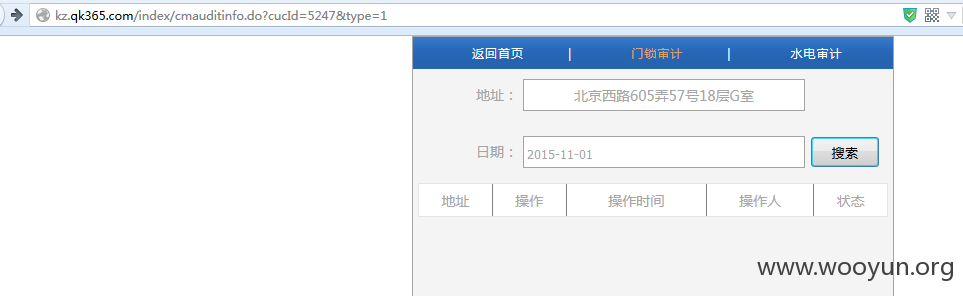 kz.qk365.com/index/cmauditinfo.do?cucId=5247&type=1
返回首页 | 门锁审计 | 水电审计
地址： 北京西路605弄57号18层G室
日期： 2015-11-01 搜索
地址 操作 操作时间 操作人 状态
www.wooyun.org